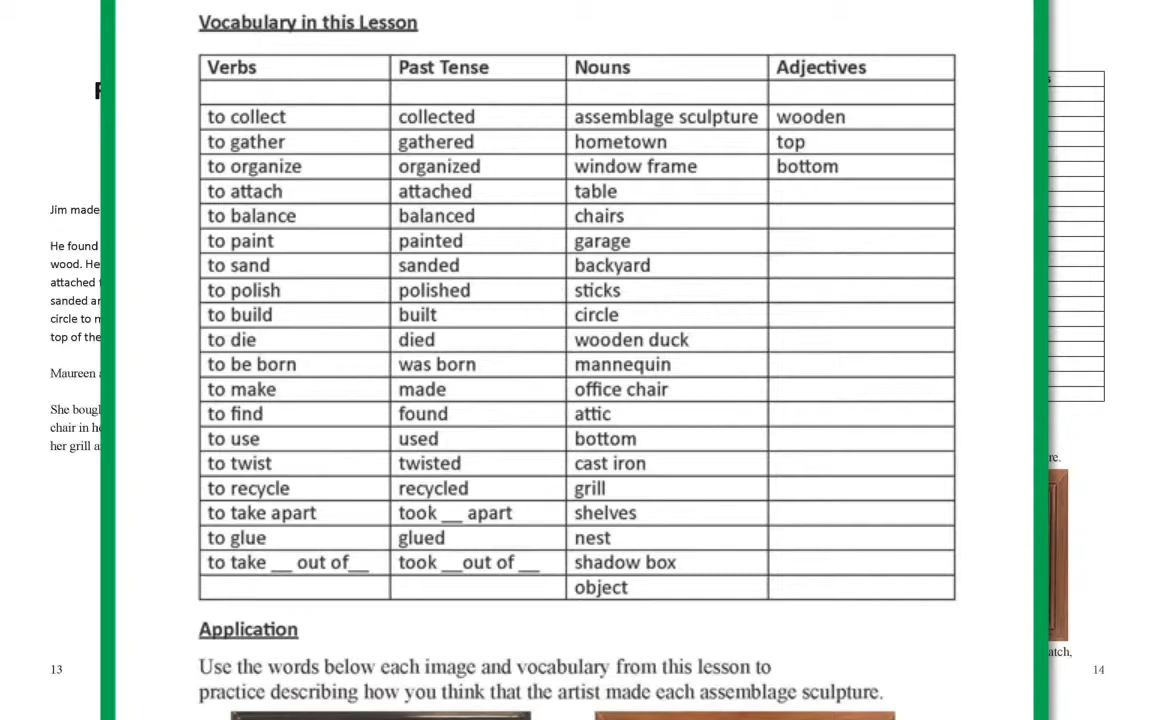 Vocabulary in this Lesson
Verbs Past Tense Nouns Adjectives
to collect collected assemblage sculpture wooden
to gather gathered hometown top
to organize organized window frame bottom
to attach attached table
to balance balanced chairs
to paint painted garage
to sand sanded backyard
to polish polished sticks
to build built circle
to die died wooden duck
to be born was born mannequin
to make made office chair
to find found attic
to use used bottom
to twist twisted cast iron
to recycle recycled grill
to take apart took __ apart shelves
to glue glued nest
to take __ out of__ took __out of __ shadow box
object
Application
Use the words below each image and vocabulary from this lesson to
practice describing how you think that the artist made each assemblage sculpture.
Jim made
He found
wood. He
attached
sanded
circle to
top of the
Maureen
She
chair in
her grill
13
14